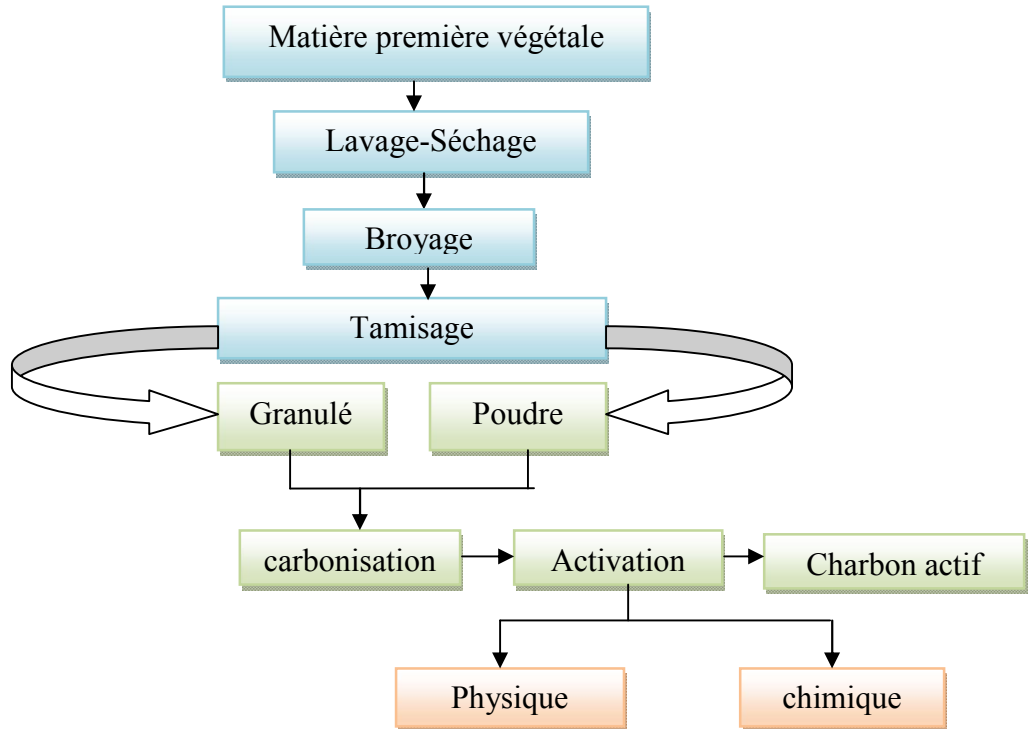 Matière première végétale
Lavage-Séchage
Broyage
Tamisage
Granulé
Poudre
carbonisation
Activation
Charbon actif
Physique
chimique